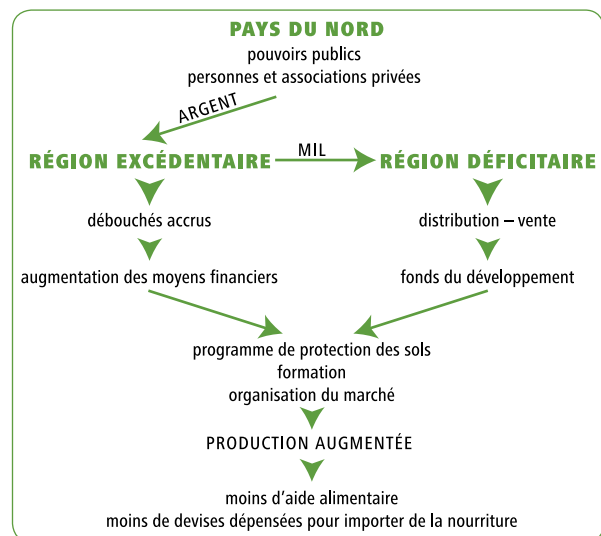 PAYS DU NORD
pouvoirs publics
personnes et associations privées
ARGENT
RÉGION EXCÉDENTAIRE
MIL
RÉGION DÉFICITAIRE
débouchés accrus
distribution – vente
augmentation des moyens financiers
fonds du développement
programme de protection des sols
formation
organisation du marché
PRODUCTION AUGMENTÉE
moins d'aide alimentaire
moins de devises dépensées pour importer de la nourriture